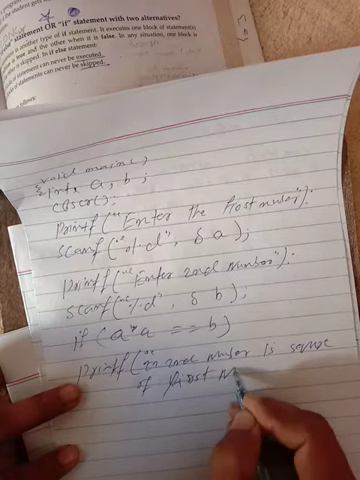 "if" statement OR "if" statement with two alternatives?
is another type of if statement. It executes one block of statement(s)
is true and the other when it is false. In any situation, one block is
is skipped. In if else statement:
statement can never be executed.
of statements can never be skipped.
follows:
void main( )
int a, b ;
clrscr();
printf("Enter the first number");
scanf("%d", & a);
printf("Enter 2nd number");
scanf("%d", & b);
if (a*a == b)
printf("2nd number is square
of first n